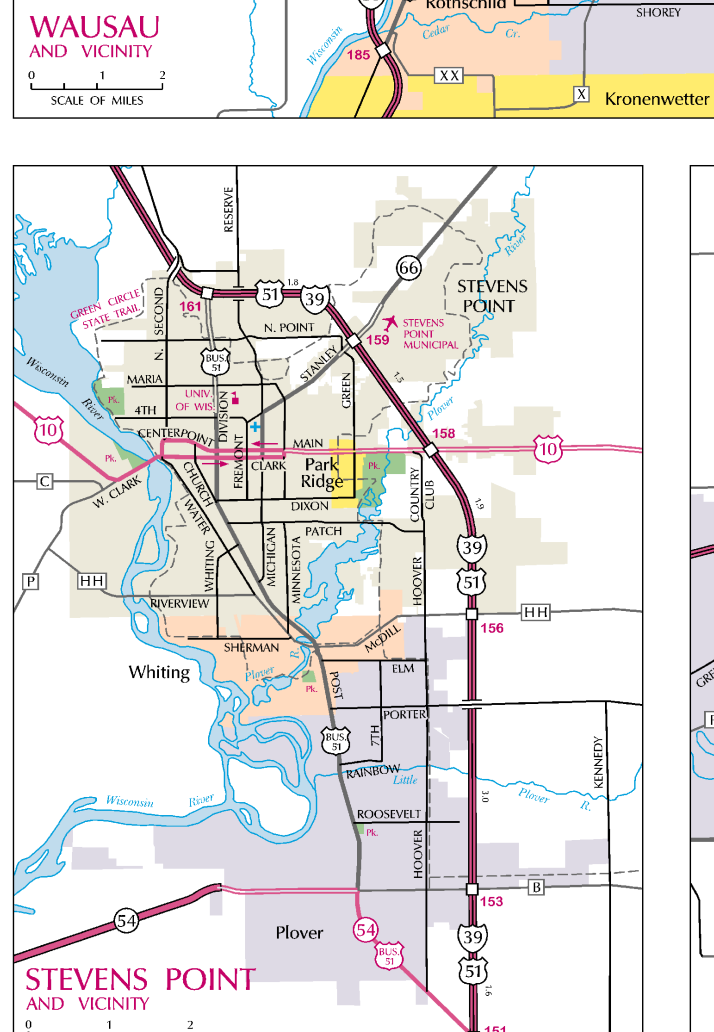 Rothschild
SHOREY
WAUSAU
AND VICINITY
0 1 2
SCALE OF MILES
Wisconsin
Cedar Cr.
185
XX
X
Kronenwetter
RESERVE
66
River
1.8
51
39
161
STEVENS
POINT
GREEN CIRCLE
STATE TRAIL
N. SECOND
N. POINT
STEVENS
POINT
MUNICIPAL
159
BUS.
51
STANLEY
Wisconsin
River
MARIA
UNIV.
OF WIS.
GREEN
1.5
Pk.
4TH
DIVISION
Plover
10
CENTERPOINT
FREMONT
MAIN
158
10
Pk.
CLARK
Park
Ridge
Pk.
C
W. CLARK
CHURCH
COUNTRY
CLUB
1.9
WATER
DIXON
PATCH
MICHIGAN
MINNESOTA
39
WHITING
HOOVER
51
P
HH
RIVERVIEW
HH
156
SHERMAN
McDILL
Whiting
Plover
R.
ELM
Pk.
POST
PORTER
BUS.
51
7TH
KENNEDY
RAINBOW
Little
Plover
R.
Wisconsin
River
3.0
ROOSEVELT
Pk.
HOOVER
B
153
54
Plover
54
BUS.
51
39
51
STEVENS POINT
AND VICINITY
1.6
0 1 2
151